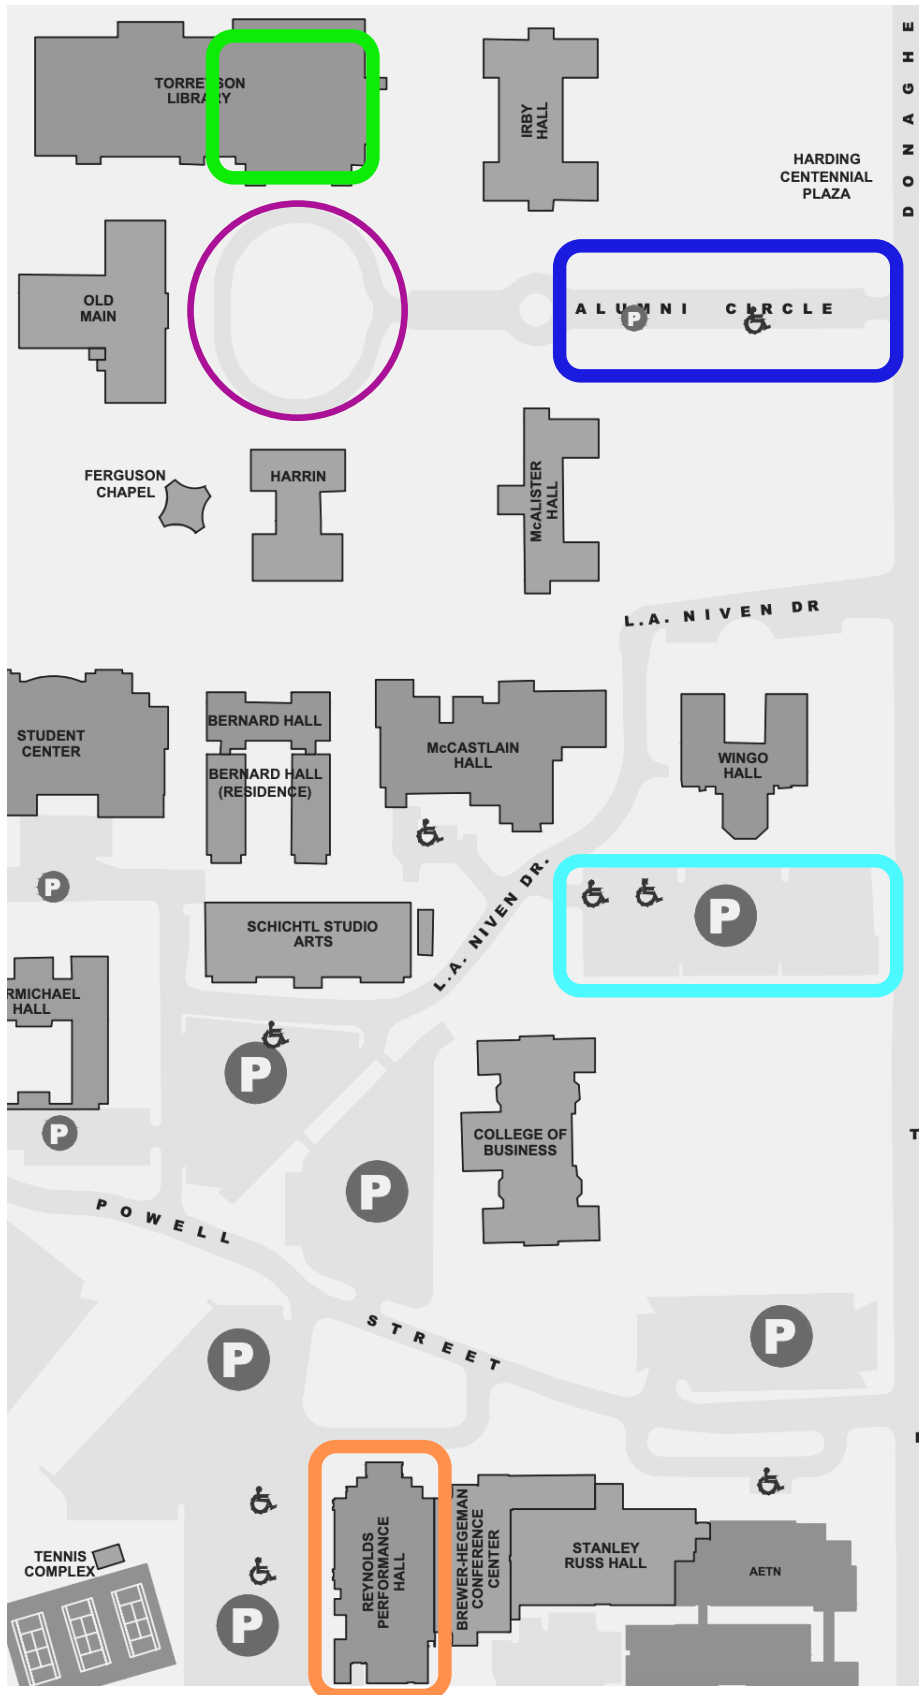 TORREYSON
LIBRARY
IRBY
HALL
HARDING
CENTENNIAL
PLAZA
DONAGHE
OLD
MAIN
ALUMNI CIRCLE
P
FERGUSON
CHAPEL
HARRIN
McALISTER
HALL
L.A. NIVEN DR
STUDENT
CENTER
BERNARD HALL
BERNARD HALL
(RESIDENCE)
McCASTLAIN
HALL
WINGO
HALL
P
P
SCHICHTL STUDIO
ARTS
L.A. NIVEN DR.
RMICHAEL
HALL
P
P
P
COLLEGE OF
BUSINESS
T
POWELL STREET
P
P
REYNOLDS
PERFORMANCE
HALL
BREWER-HEGEMAN
CONFERENCE
CENTER
STANLEY
RUSS HALL
AETN
TENNIS
COMPLEX
P